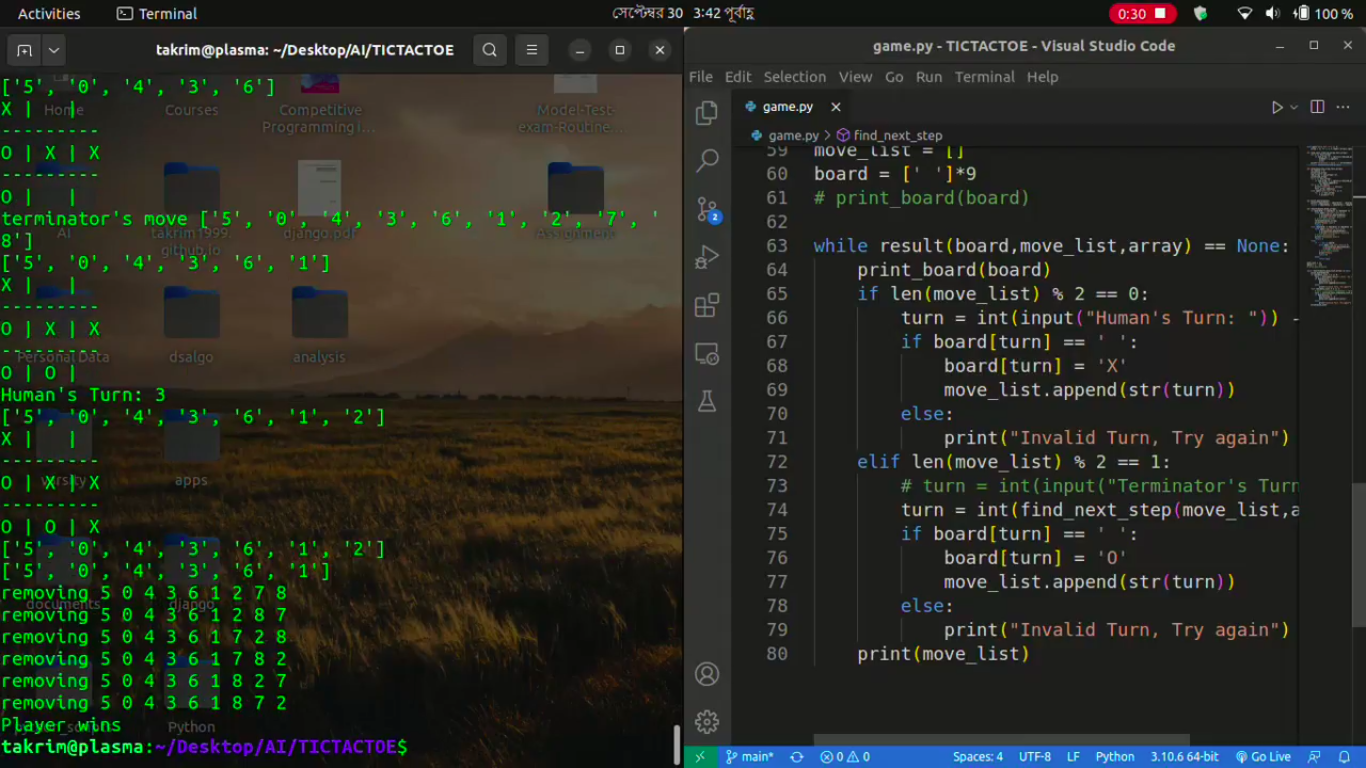 Activities Terminal সেপ্টেম্বর 30 3:42 পূর্বাহ্ণ 0:30 100 %
takrim@plasma: ~/Desktop/AI/TICTACTOE
['5', '0', '4', '3', '6']
X |   |
---------
O | X | X
---------
O |   |
terminator's move ['5', '0', '4', '3', '6', '1', '2', '7', '
8']
['5', '0', '4', '3', '6', '1']
X |   |
---------
O | X | X
---------
O | O |
Human's Turn: 3
['5', '0', '4', '3', '6', '1', '2']
X |   |
---------
O | X | X
---------
O | O | X
['5', '0', '4', '3', '6', '1', '2']
['5', '0', '4', '3', '6', '1']
removing 5 0 4 3 6 1 2 7 8
removing 5 0 4 3 6 1 2 8 7
removing 5 0 4 3 6 1 7 2 8
removing 5 0 4 3 6 1 7 8 2
removing 5 0 4 3 6 1 8 2 7
removing 5 0 4 3 6 1 8 7 2
Player wins
takrim@plasma:~/Desktop/AI/TICTACTOE$
Home
Courses
Competitive
Programming i...
Model-Test-
exam-Routine...
AI
takrim1999.
github.io
django.pdf
Assignment
Personal Data
dsalgo
analysis
apps
documents
django
Python
game.py - TICTACTOE - Visual Studio Code
File Edit Selection View Go Run Terminal Help
game.py
game.py > find_next_step
59 move_list = []
60 board = [' ']*9
61 # print_board(board)
62
63 while result(board,move_list,array) == None:
64     print_board(board)
65     if len(move_list) % 2 == 0:
66         turn = int(input("Human's Turn: ")) -
67         if board[turn] == ' ':
68             board[turn] = 'X'
69             move_list.append(str(turn))
70         else:
71             print("Invalid Turn, Try again")
72     elif len(move_list) % 2 == 1:
73         # turn = int(input("Terminator's Turn
74         turn = int(find_next_step(move_list,a
75         if board[turn] == ' ':
76             board[turn] = 'O'
77             move_list.append(str(turn))
78         else:
79             print("Invalid Turn, Try again")
80     print(move_list)
2
main* 0 0 Spaces: 4 UTF-8 LF Python 3.10.6 64-bit Go Live